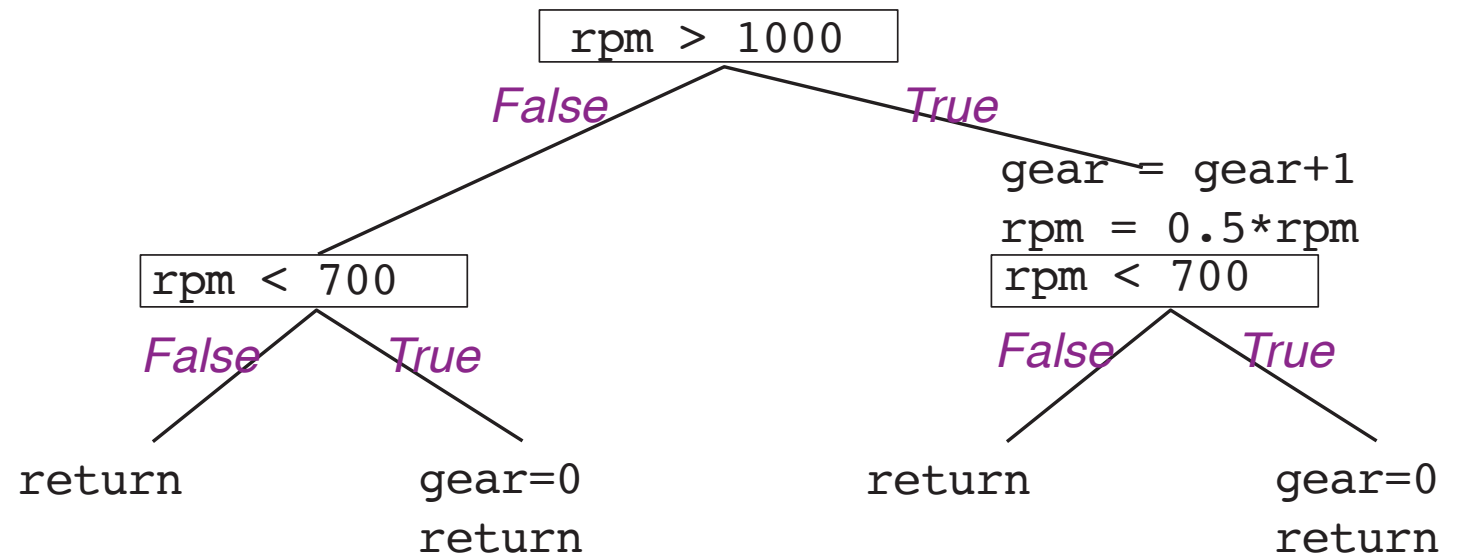 rpm > 1000
False
True
gear = gear+1
rpm = 0.5*rpm
rpm < 700
rpm < 700
False
True
False
True
return
gear=0
return
return
gear=0
return